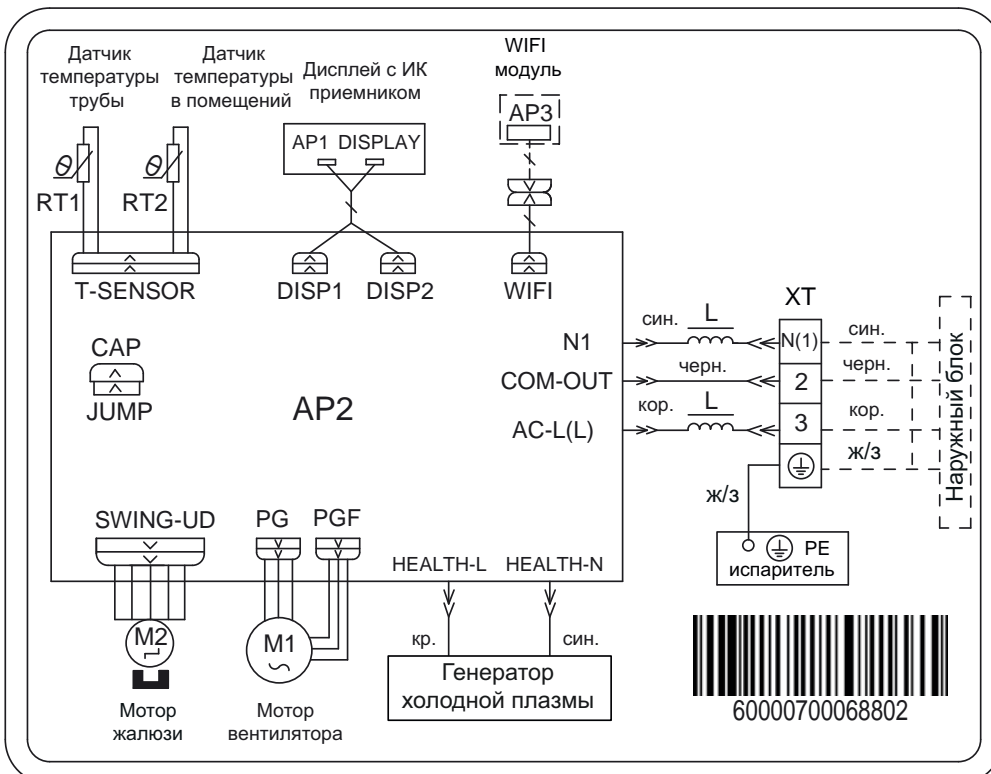 Датчик
температуры
трубы
Датчик
температуры
в помещений
Дисплей с ИК
приемником
WIFI
модуль
AP3
AP1 DISPLAY
RT1
RT2
T-SENSOR
DISP1
DISP2
WIFI
CAP
JUMP
AP2
N1
COM-OUT
AC-L(L)
син.
L
черн.
кор.
L
XT
N(1)
2
3
син.
черн.
кор.
ж/з
Наружный блок
ж/з
PE
испаритель
SWING-UD
PG
PGF
HEALTH-L
HEALTH-N
M2
M1
кр.
син.
Генератор
холодной плазмы
Мотор
жалюзи
Мотор
вентилятора
60000700068802